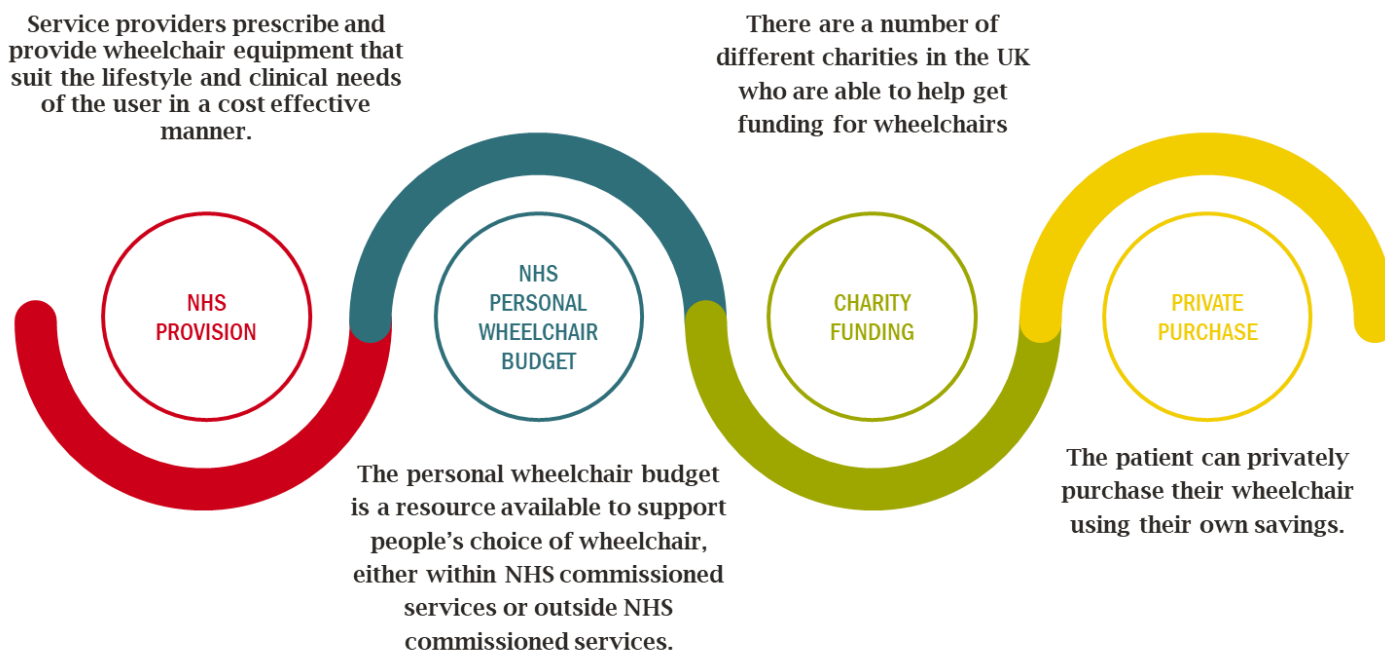 Service providers prescribe and
provide wheelchair equipment that
suit the lifestyle and clinical needs
of the user in a cost effective
manner.
NHS
PROVISION
NHS
PERSONAL
WHEELCHAIR
BUDGET
The personal wheelchair budget
is a resource available to support
people’s choice of wheelchair,
either within NHS commissioned
services or outside NHS
commissioned services.
There are a number of
different charities in the UK
who are able to help get
funding for wheelchairs
CHARITY
FUNDING
PRIVATE
PURCHASE
The patient can privately
purchase their wheelchair
using their own savings.